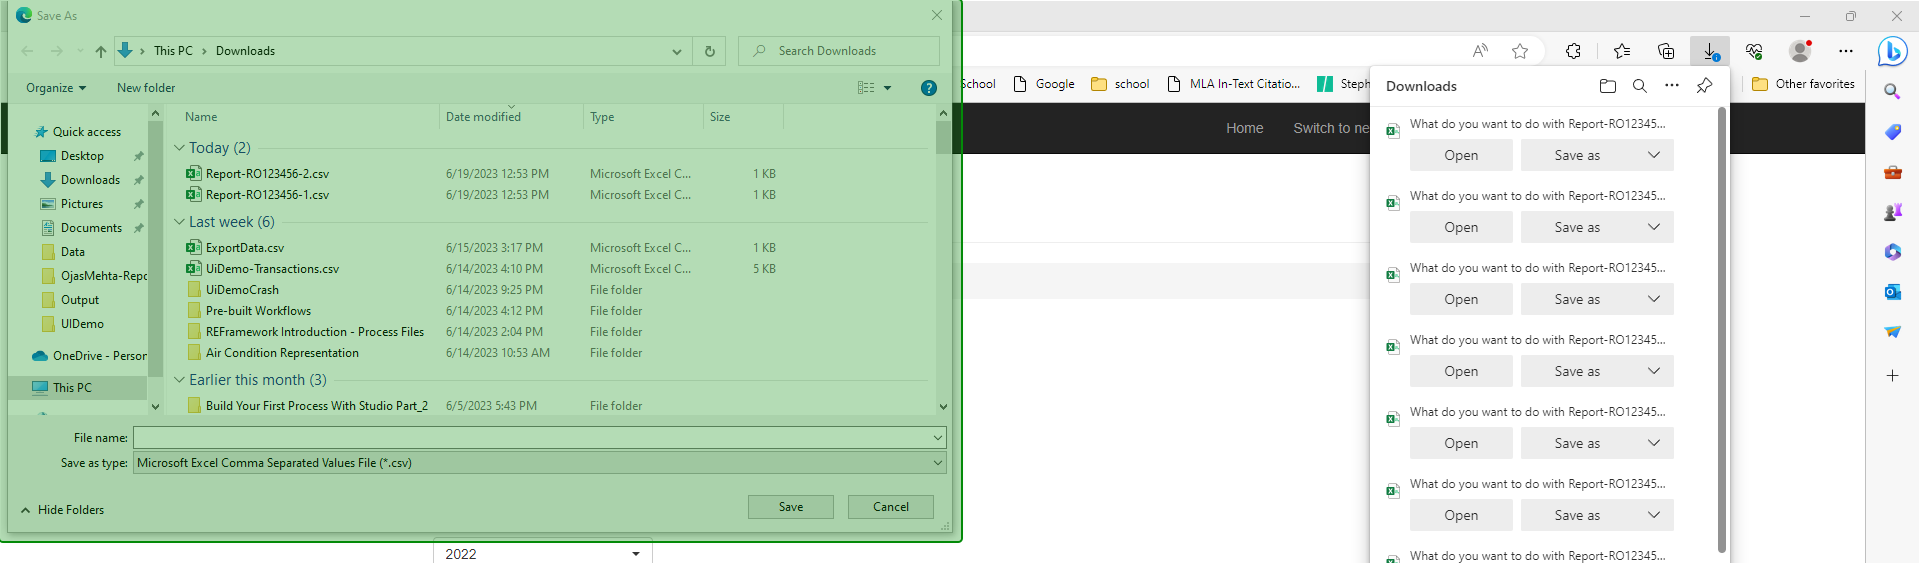 Save As
This PC > Downloads
Search Downloads
Organize
New folder
Name
Date modified
Type
Size
Quick access
Desktop
Downloads
Pictures
Documents
Data
OjasMehta-Repo
Output
UIDemo
OneDrive - Person
This PC
Today (2)
Report-RO123456-2.csv 6/19/2023 12:53 PM Microsoft Excel C... 1 KB
Report-RO123456-1.csv 6/19/2023 12:53 PM Microsoft Excel C... 1 KB
Last week (6)
ExportData.csv 6/15/2023 3:17 PM Microsoft Excel C... 1 KB
UiDemo-Transactions.csv 6/14/2023 4:10 PM Microsoft Excel C... 5 KB
UiDemoCrash 6/14/2023 9:25 PM File folder
Pre-built Workflows 6/14/2023 4:12 PM File folder
REFramework Introduction - Process Files 6/14/2023 2:04 PM File folder
Air Condition Representation 6/14/2023 10:53 AM File folder
Earlier this month (3)
Build Your First Process With Studio Part_2 6/5/2023 5:43 PM File folder
File name:
Save as type: Microsoft Excel Comma Separated Values File (*.csv)
Hide Folders
Save
Cancel
2022
School
Google
school
MLA In-Text Citatio...
Steph
Other favorites
Home
Switch to ne
Downloads
What do you want to do with Report-RO12345...
Open
Save as
What do you want to do with Report-RO12345...
Open
Save as
What do you want to do with Report-RO12345...
Open
Save as
What do you want to do with Report-RO12345...
Open
Save as
What do you want to do with Report-RO12345...
Open
Save as
What do you want to do with Report-RO12345...
Open
Save as
What do you want to do with Report-RO12345...